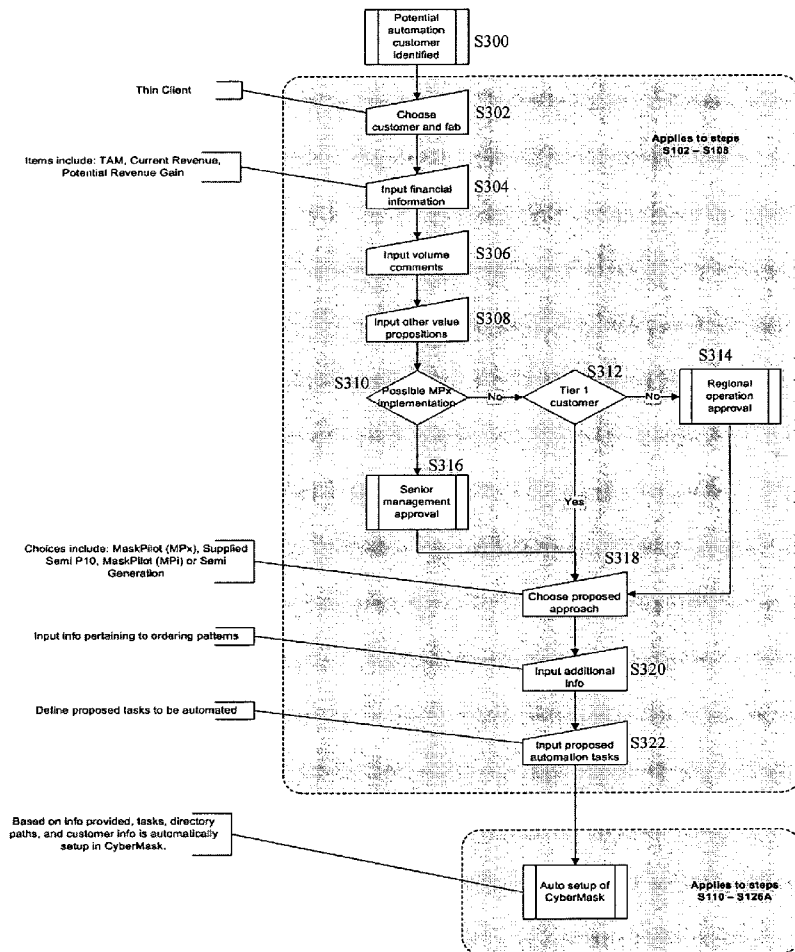 Potential
automation
customer
identified
S300
Thin Client
Choose
customer and fab
S302
Applies to steps
S102 – S108
Items include: TAM, Current Revenue,
Potential Revenue Gain
Input financial
information
S304
Input volume
comments
S306
Input other value
propositions
S308
S310
Possible MPx
implementation
No
S312
Tier 1
customer
No
S314
Regional
operation
approval
S316
Senior
management
approval
Yes
Choices include: MaskPilot (MPx), Supplied
Semi P10, MaskPilot (MPi) or Semi
Generation
S318
Choose proposed
approach
Input info pertaining to ordering patterns
Input additional
info
S320
Define proposed tasks to be automated
Input proposed
automation tasks
S322
Based on info provided, tasks, directory
paths, and customer info is automatically
setup in CyberMask.
Auto setup of
CyberMask
Applies to steps
S110 – S126A